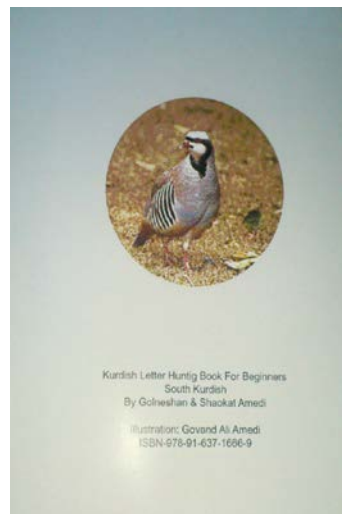 Kurdish Letter Huntig Book For Beginners
South Kurdish
By Golneshan & Shaokat Amedi
Illustration: Govand Ali Amedi
ISBN-978-91-637-1666-9